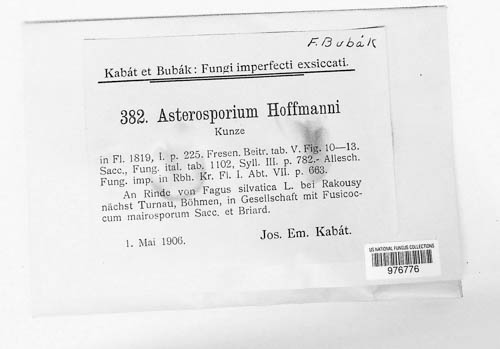 F. Bubák
Kabát et Bubák: Fungi imperfecti exsiccati.
382. Asterosporium Hoffmanni
Kunze
in Fl. 1819, I. p. 225. Fresen. Beitr. tab. V. Fig. 10—13.
Sacc., Fung. ital. tab. 1102, Syll. III. p. 782.- Allesch.
Fung. imp. in Rbh. Kr. Fl. I. Abt. VII. p. 663.
An Rinde von Fagus silvatica L. bei Rakousy
nächst Turnau, Böhmen, in Gesellschaft mit Fusicoc-
cum mairosporum Sacc. et Briard.
1. Mai 1906.
Jos. Em. Kabát.
US NATIONAL FUNGUS COLLECTIONS
976776